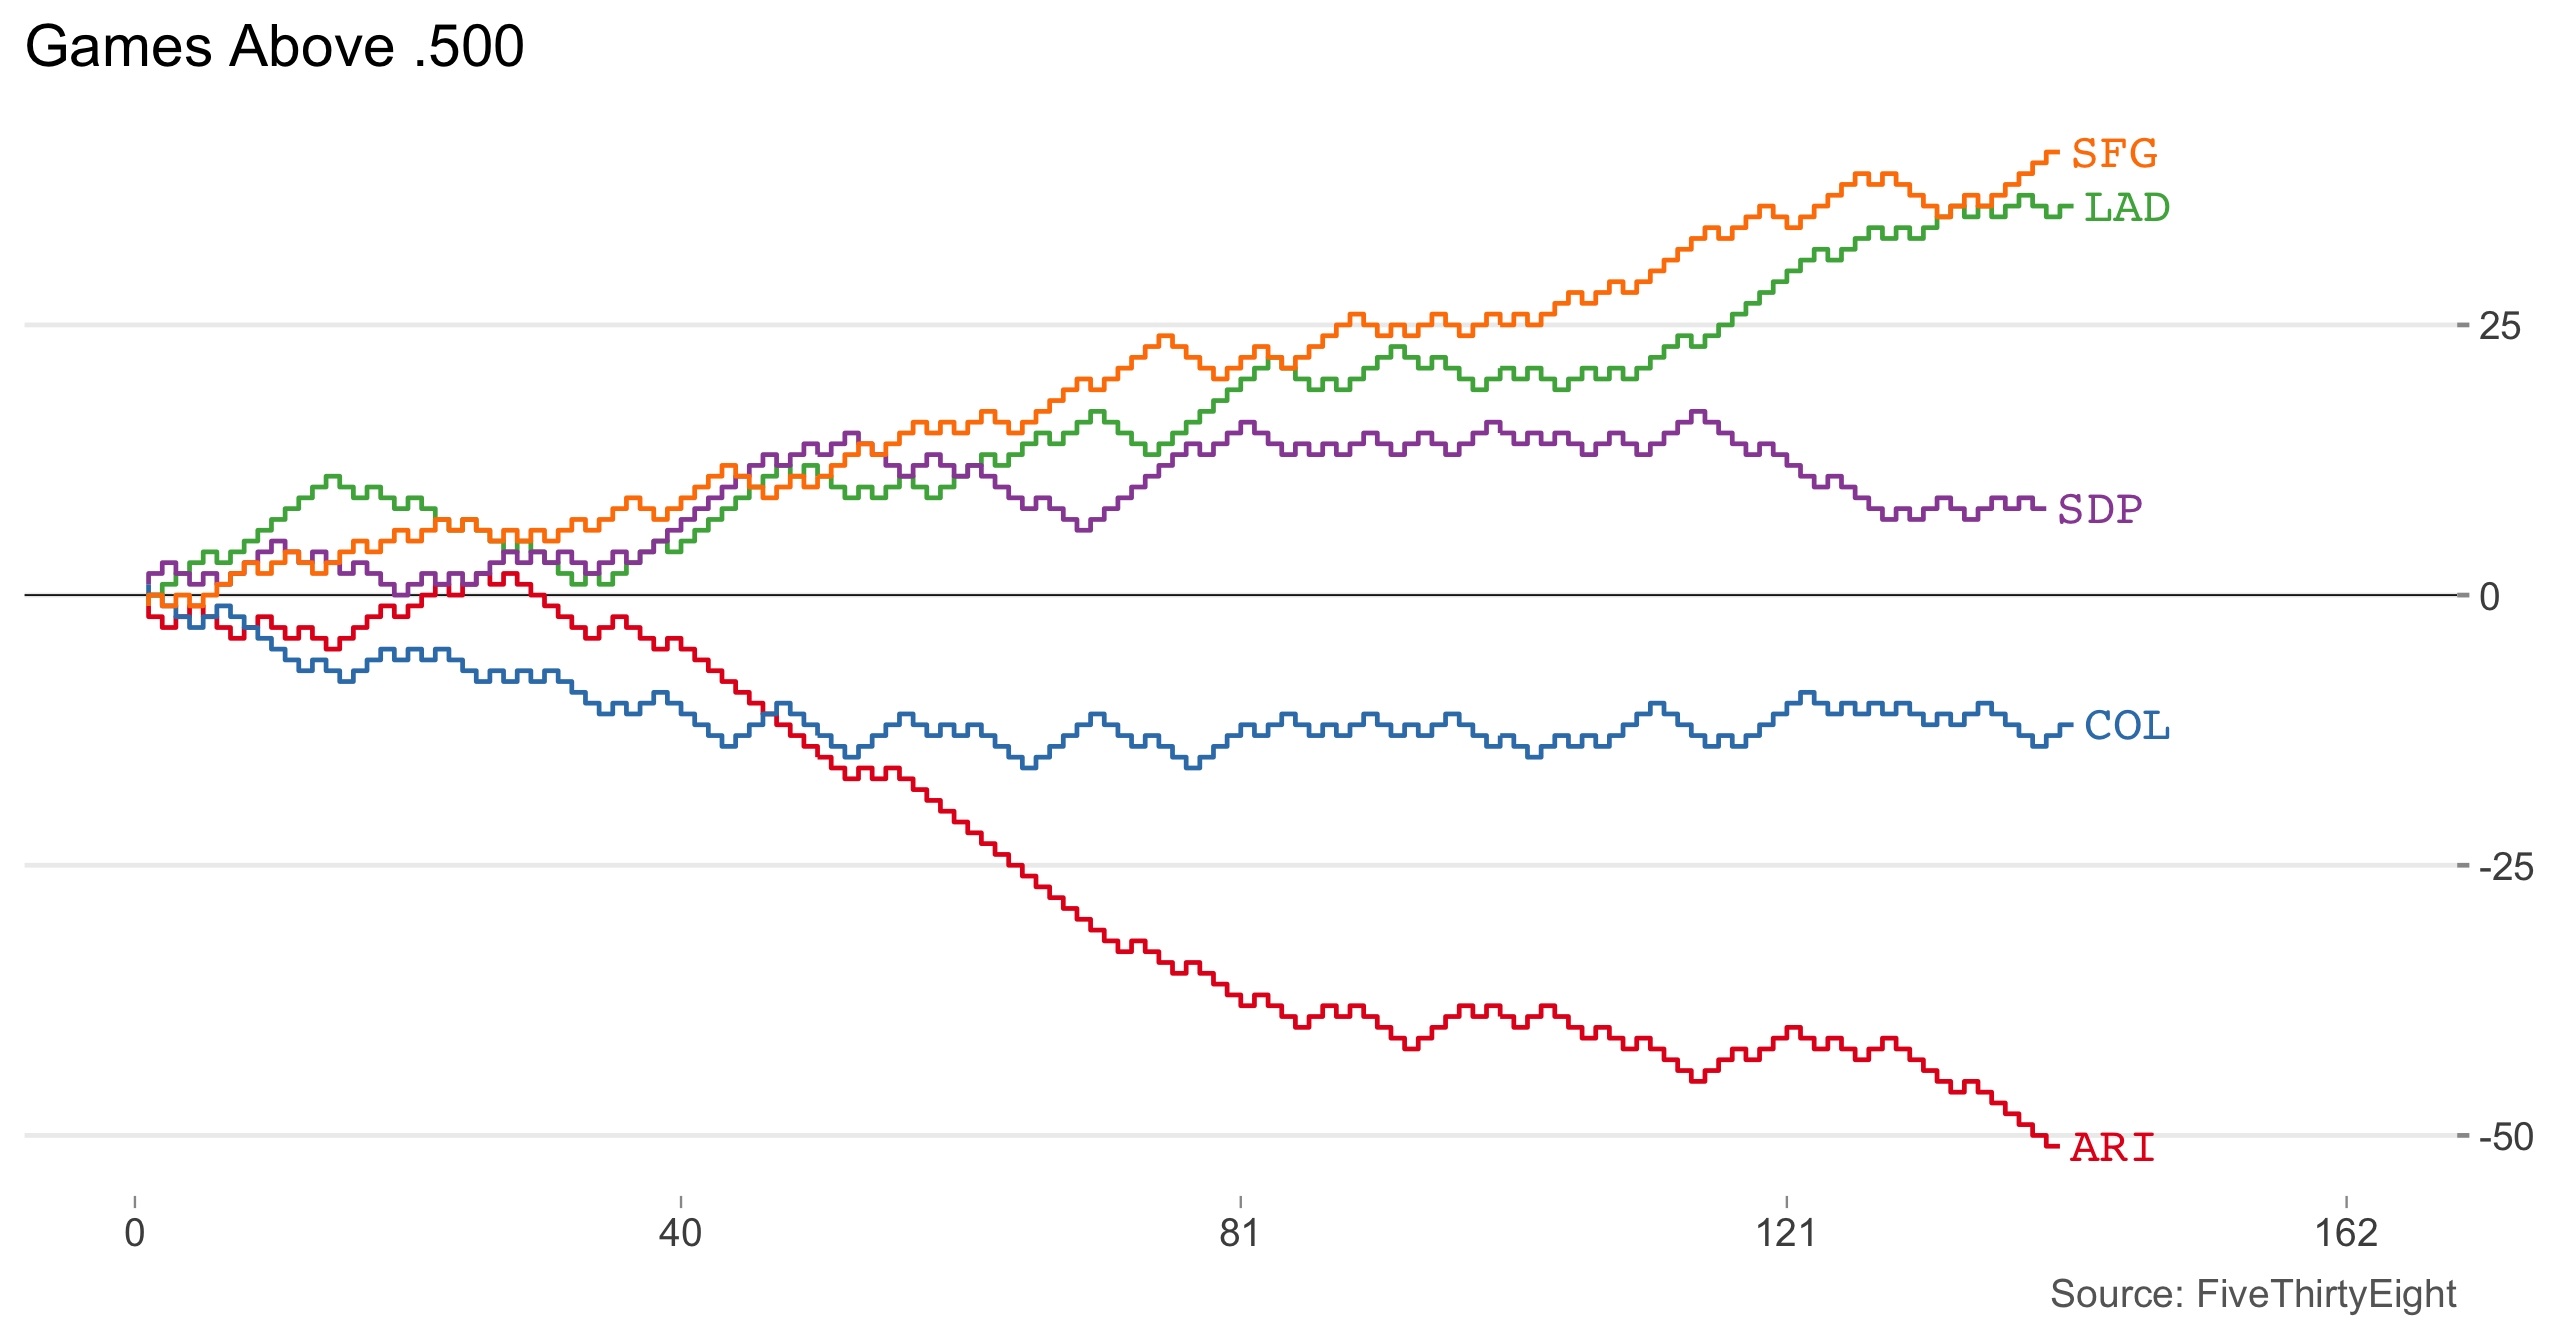 Games Above .500
SFG
LAD
25
SDP
0
COL
-25
-50
ARI
0 40 81 121 162
Source: FiveThirtyEight